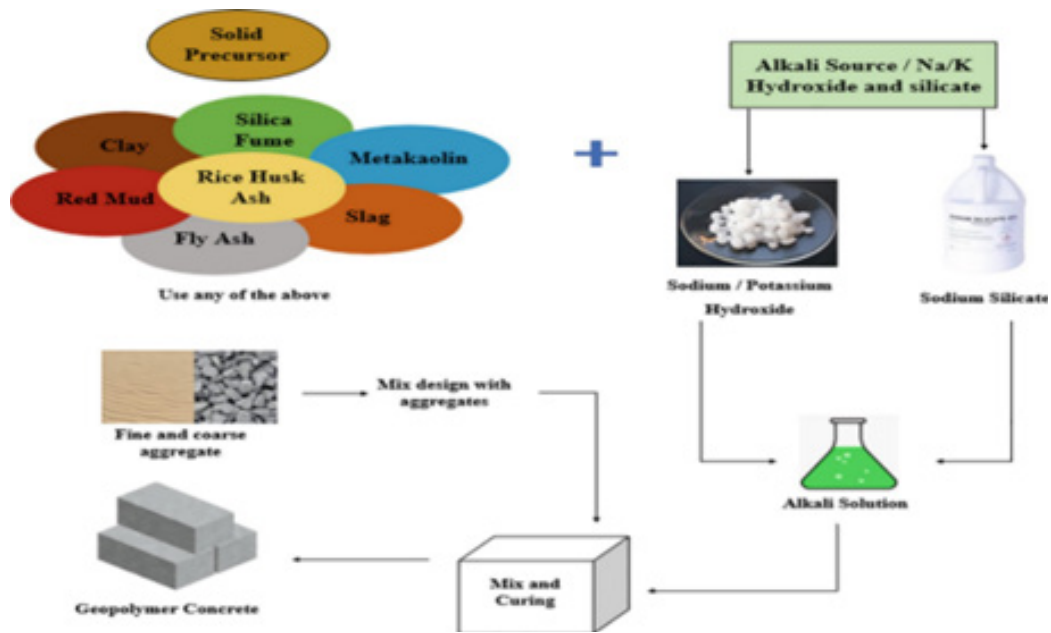 Solid
Precursor
Alkali Source / Na/K
Hydroxide and silicate
Silica
Fume
Clay
Metakaolin
Rice Husk
Ash
Red Mud
Slag
Fly Ash
Use any of the above
Sodium / Potassium
Hydroxide
Sodium Silicate
Mix design with
aggregates
Fine and coarse
aggregate
Alkali Solution
Mix and
Curing
Geopolymer Concrete